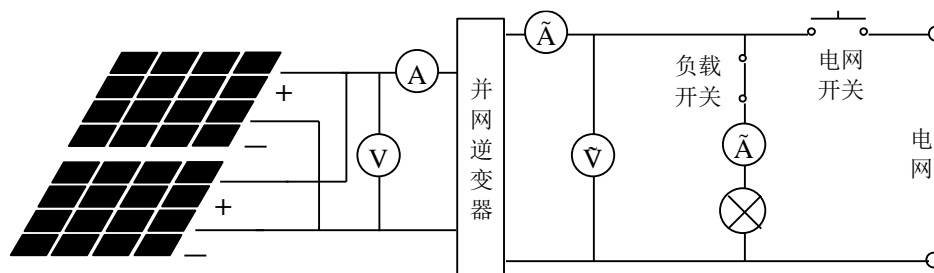 +
—
+
—
A
V
并
网
逆
变
器
Ã
Ṽ
负载
开关
Ã
电网
开关
电
网